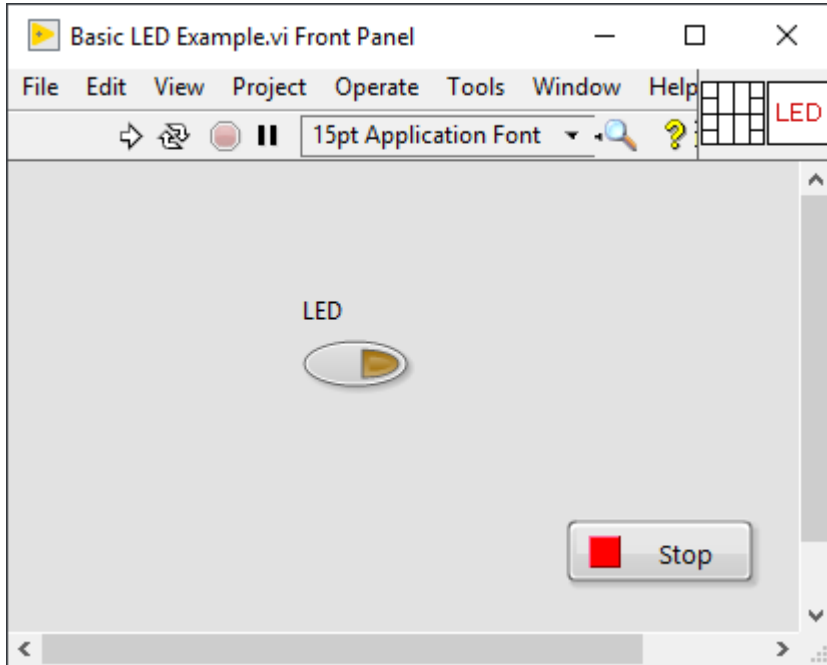 Basic LED Example.vi Front Panel
File Edit View Project Operate Tools Window Help
15pt Application Font
LED
LED
Stop